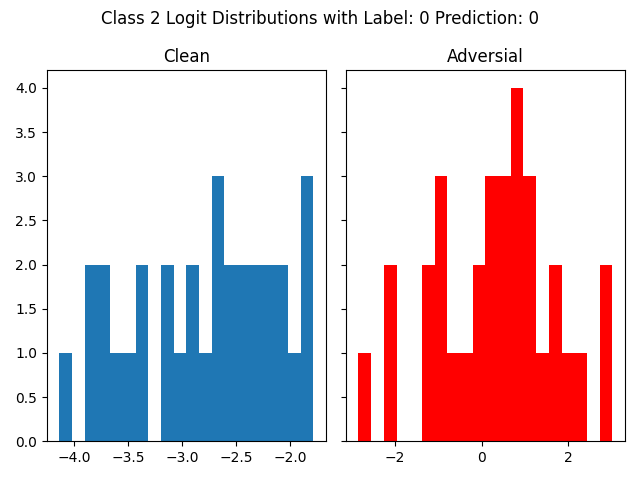 Class 2 Logit Distributions with Label: 0 Prediction: 0
Clean
Adversial
4.0
3.5
3.0
2.5
2.0
1.5
1.0
0.5
0.0
−4.0 −3.5 −3.0 −2.5 −2.0
−2 0 2